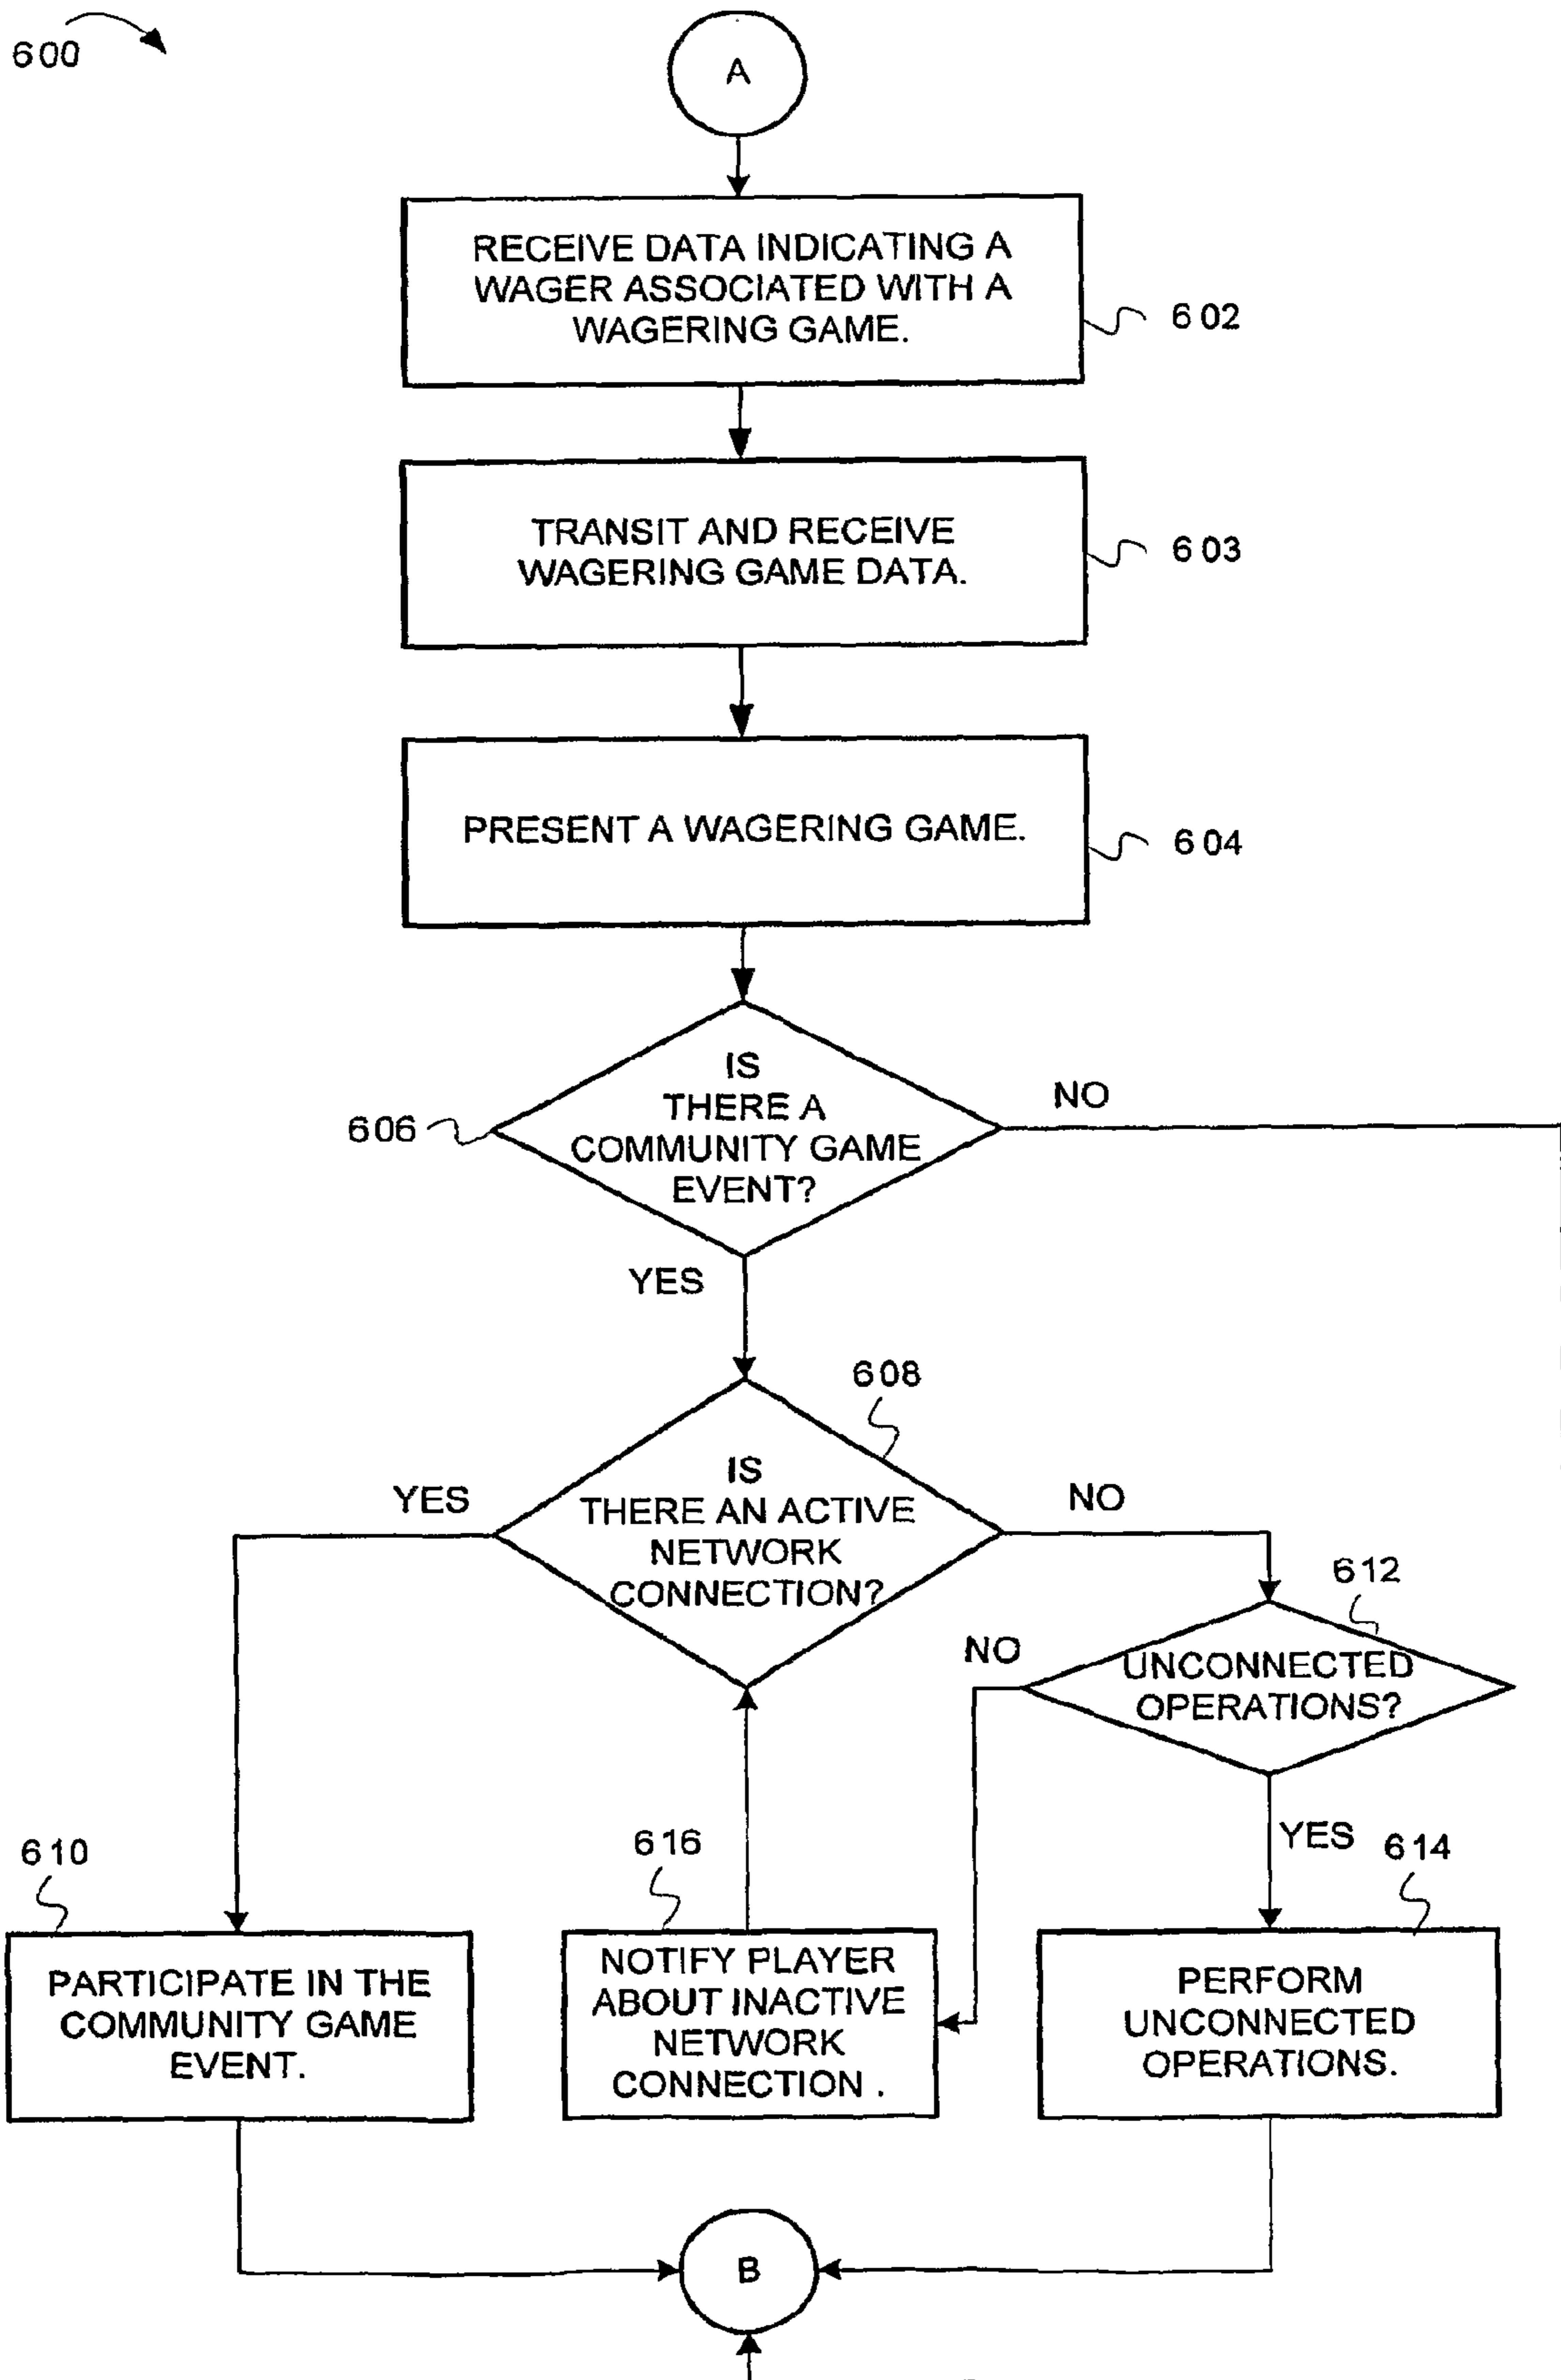 600
A
RECEIVE DATA INDICATING A
WAGER ASSOCIATED WITH A
WAGERING GAME.
602
TRANSIT AND RECEIVE
WAGERING GAME DATA.
603
PRESENT A WAGERING GAME.
604
IS
THERE A
COMMUNITY GAME
EVENT?
606
NO
YES
608
IS
THERE AN ACTIVE
NETWORK
CONNECTION?
YES
NO
612
UNCONNECTED
OPERATIONS?
NO
YES
610
616
614
PARTICIPATE IN THE
COMMUNITY GAME
EVENT.
NOTIFY PLAYER
ABOUT INACTIVE
NETWORK
CONNECTION .
PERFORM
UNCONNECTED
OPERATIONS.
B